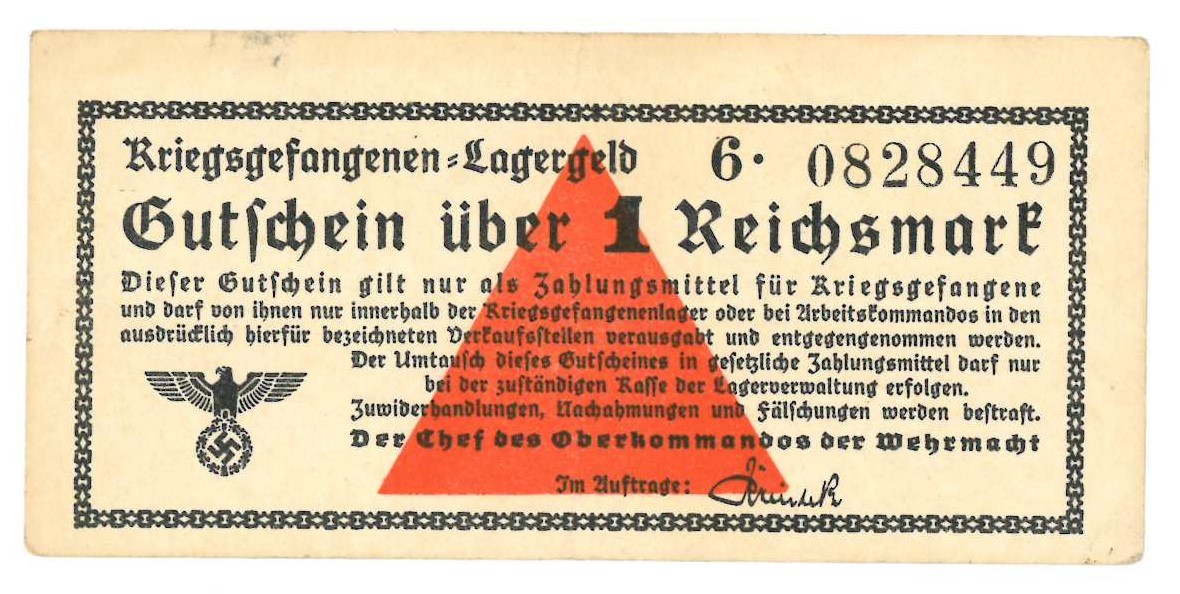 Kriegsgefangenen-Lagergeld 6· 0828449
Gutschein über 1 Reichsmark
Dieser Gutschein gilt nur als Zahlungsmittel für Kriegsgefangene
und darf von ihnen nur innerhalb der Kriegsgefangenenlager oder bei Arbeitskommandos in den
ausdrücklich hierfür bezeichneten Verkaufsstellen verausgabt und entgegengenommen werden.
Der Umtausch dieses Gutscheines in gesetzliche Zahlungsmittel darf nur
bei der zuständigen Kasse der Lagerverwaltung erfolgen.
Zuwiderhandlungen, Nachahmungen und Fälschungen werden bestraft.
Der Chef des Oberkommandos der Wehrmacht
Im Auftrage: